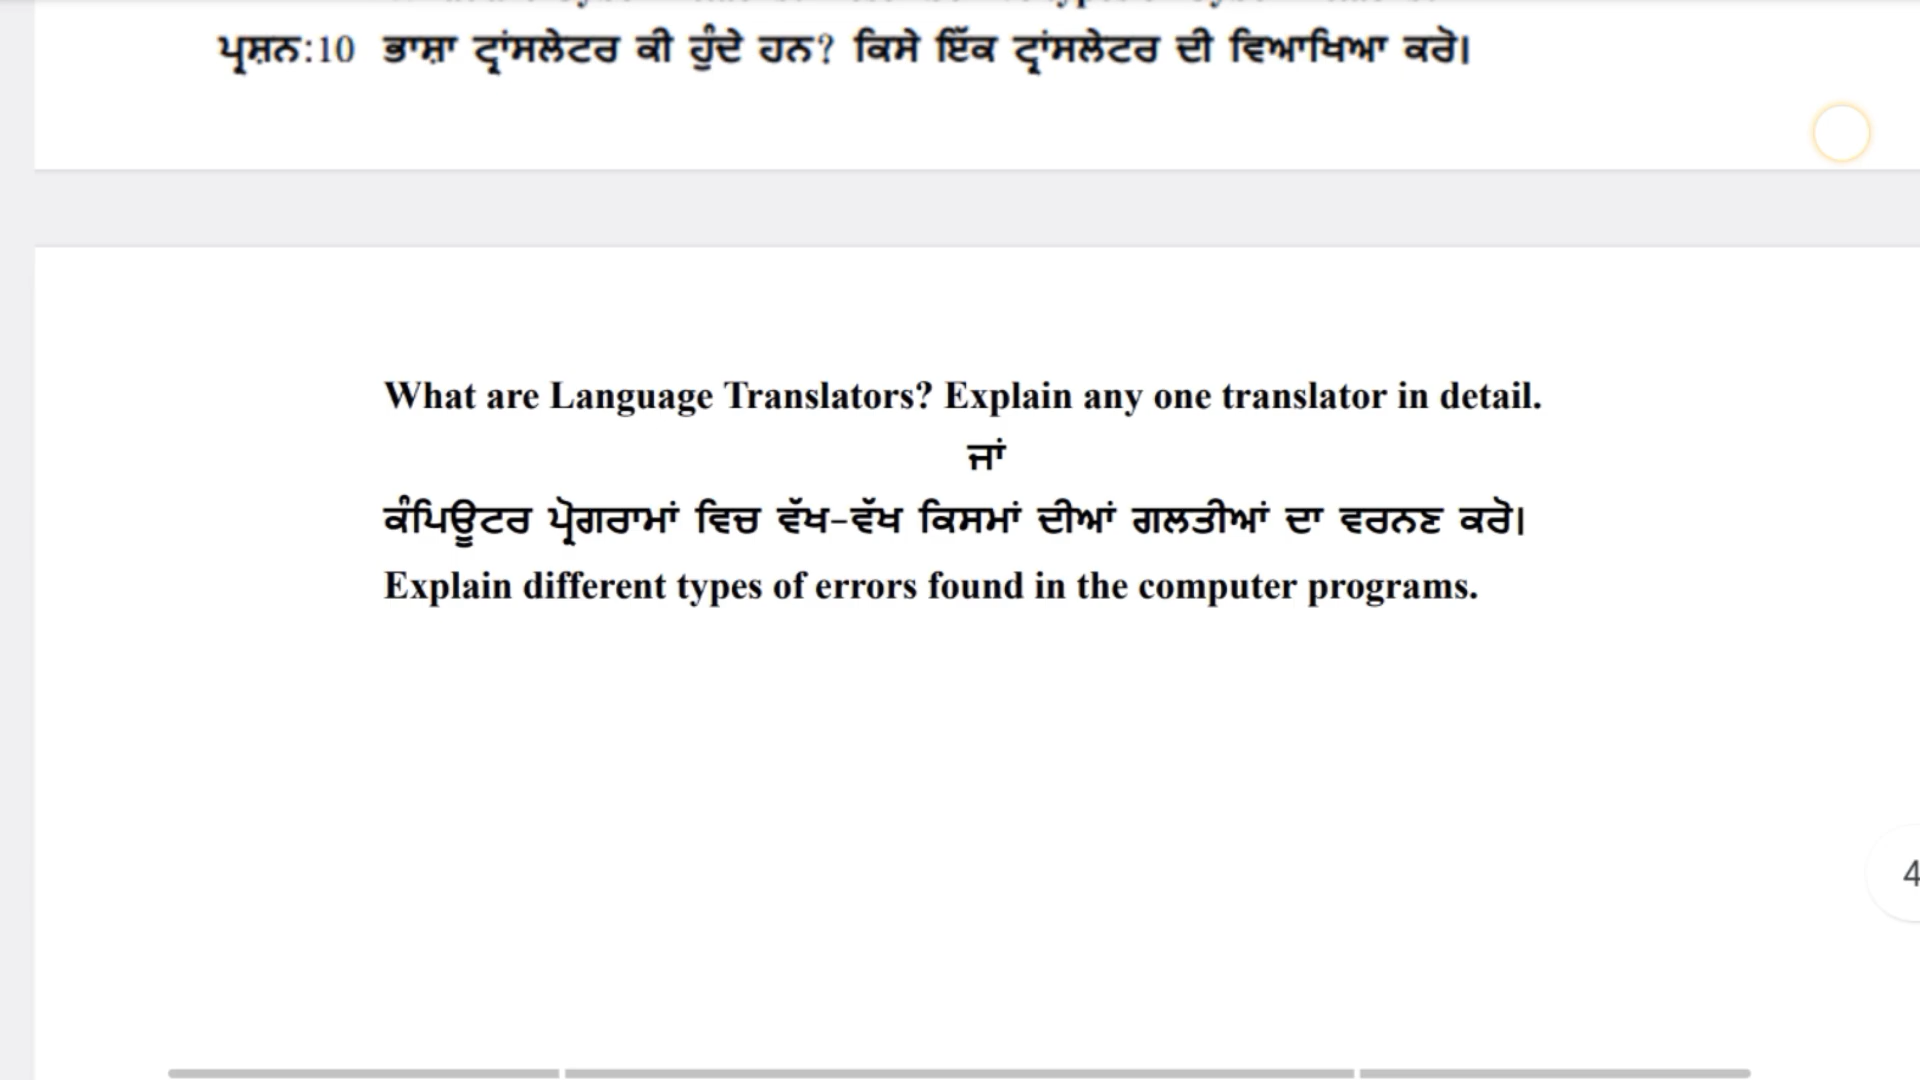 ਪ੍ਰਸ਼ਨ:10 ਭਾਸ਼ਾ ਟ੍ਰਾਂਸਲੇਟਰ ਕੀ ਹੁੰਦੇ ਹਨ? ਕਿਸੇ ਇੱਕ ਟ੍ਰਾਂਸਲੇਟਰ ਦੀ ਵਿਆਖਿਆ ਕਰੋ।
What are Language Translators? Explain any one translator in detail.
ਜਾਂ
ਕੰਪਿਊਟਰ ਪ੍ਰੋਗਰਾਮਾਂ ਵਿਚ ਵੱਖ-ਵੱਖ ਕਿਸਮਾਂ ਦੀਆਂ ਗਲਤੀਆਂ ਦਾ ਵਰਨਣ ਕਰੋ।
Explain different types of errors found in the computer programs.
4